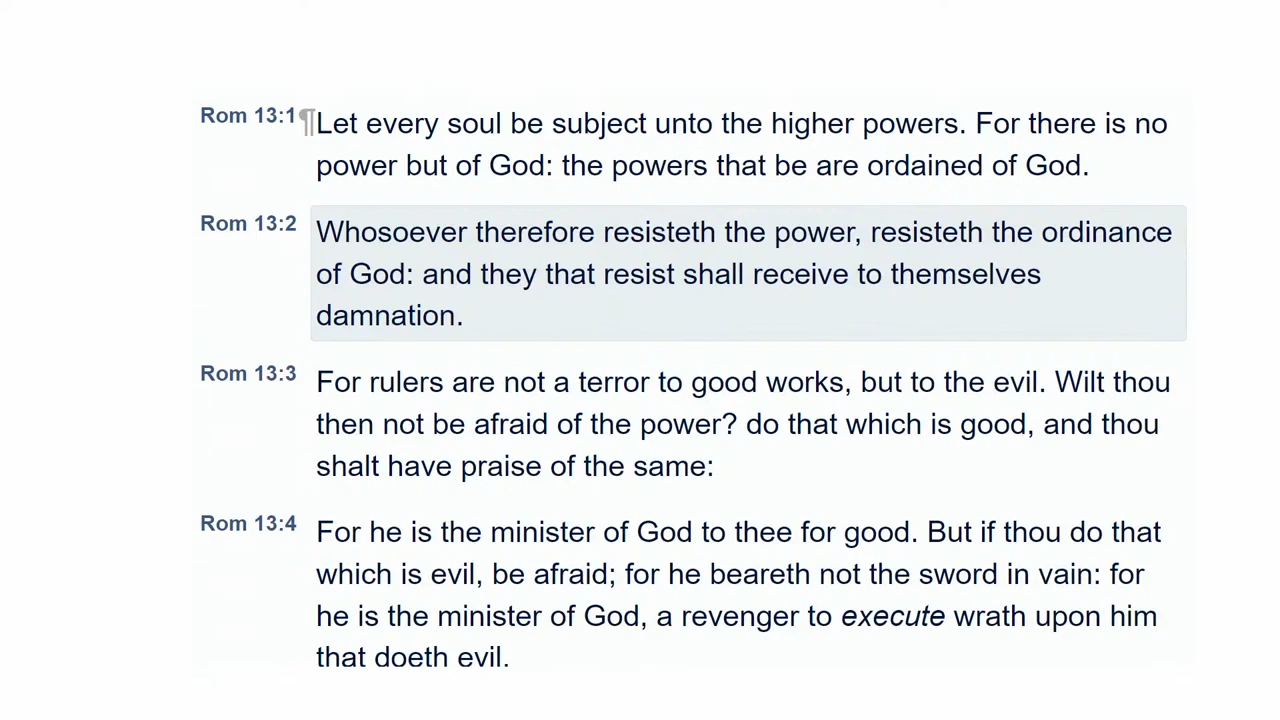 Rom 13:1 ¶Let every soul be subject unto the higher powers. For there is no
power but of God: the powers that be are ordained of God.
Rom 13:2 Whosoever therefore resisteth the power, resisteth the ordinance
of God: and they that resist shall receive to themselves
damnation.
Rom 13:3 For rulers are not a terror to good works, but to the evil. Wilt thou
then not be afraid of the power? do that which is good, and thou
shalt have praise of the same:
Rom 13:4 For he is the minister of God to thee for good. But if thou do that
which is evil, be afraid; for he beareth not the sword in vain: for
he is the minister of God, a revenger to execute wrath upon him
that doeth evil.